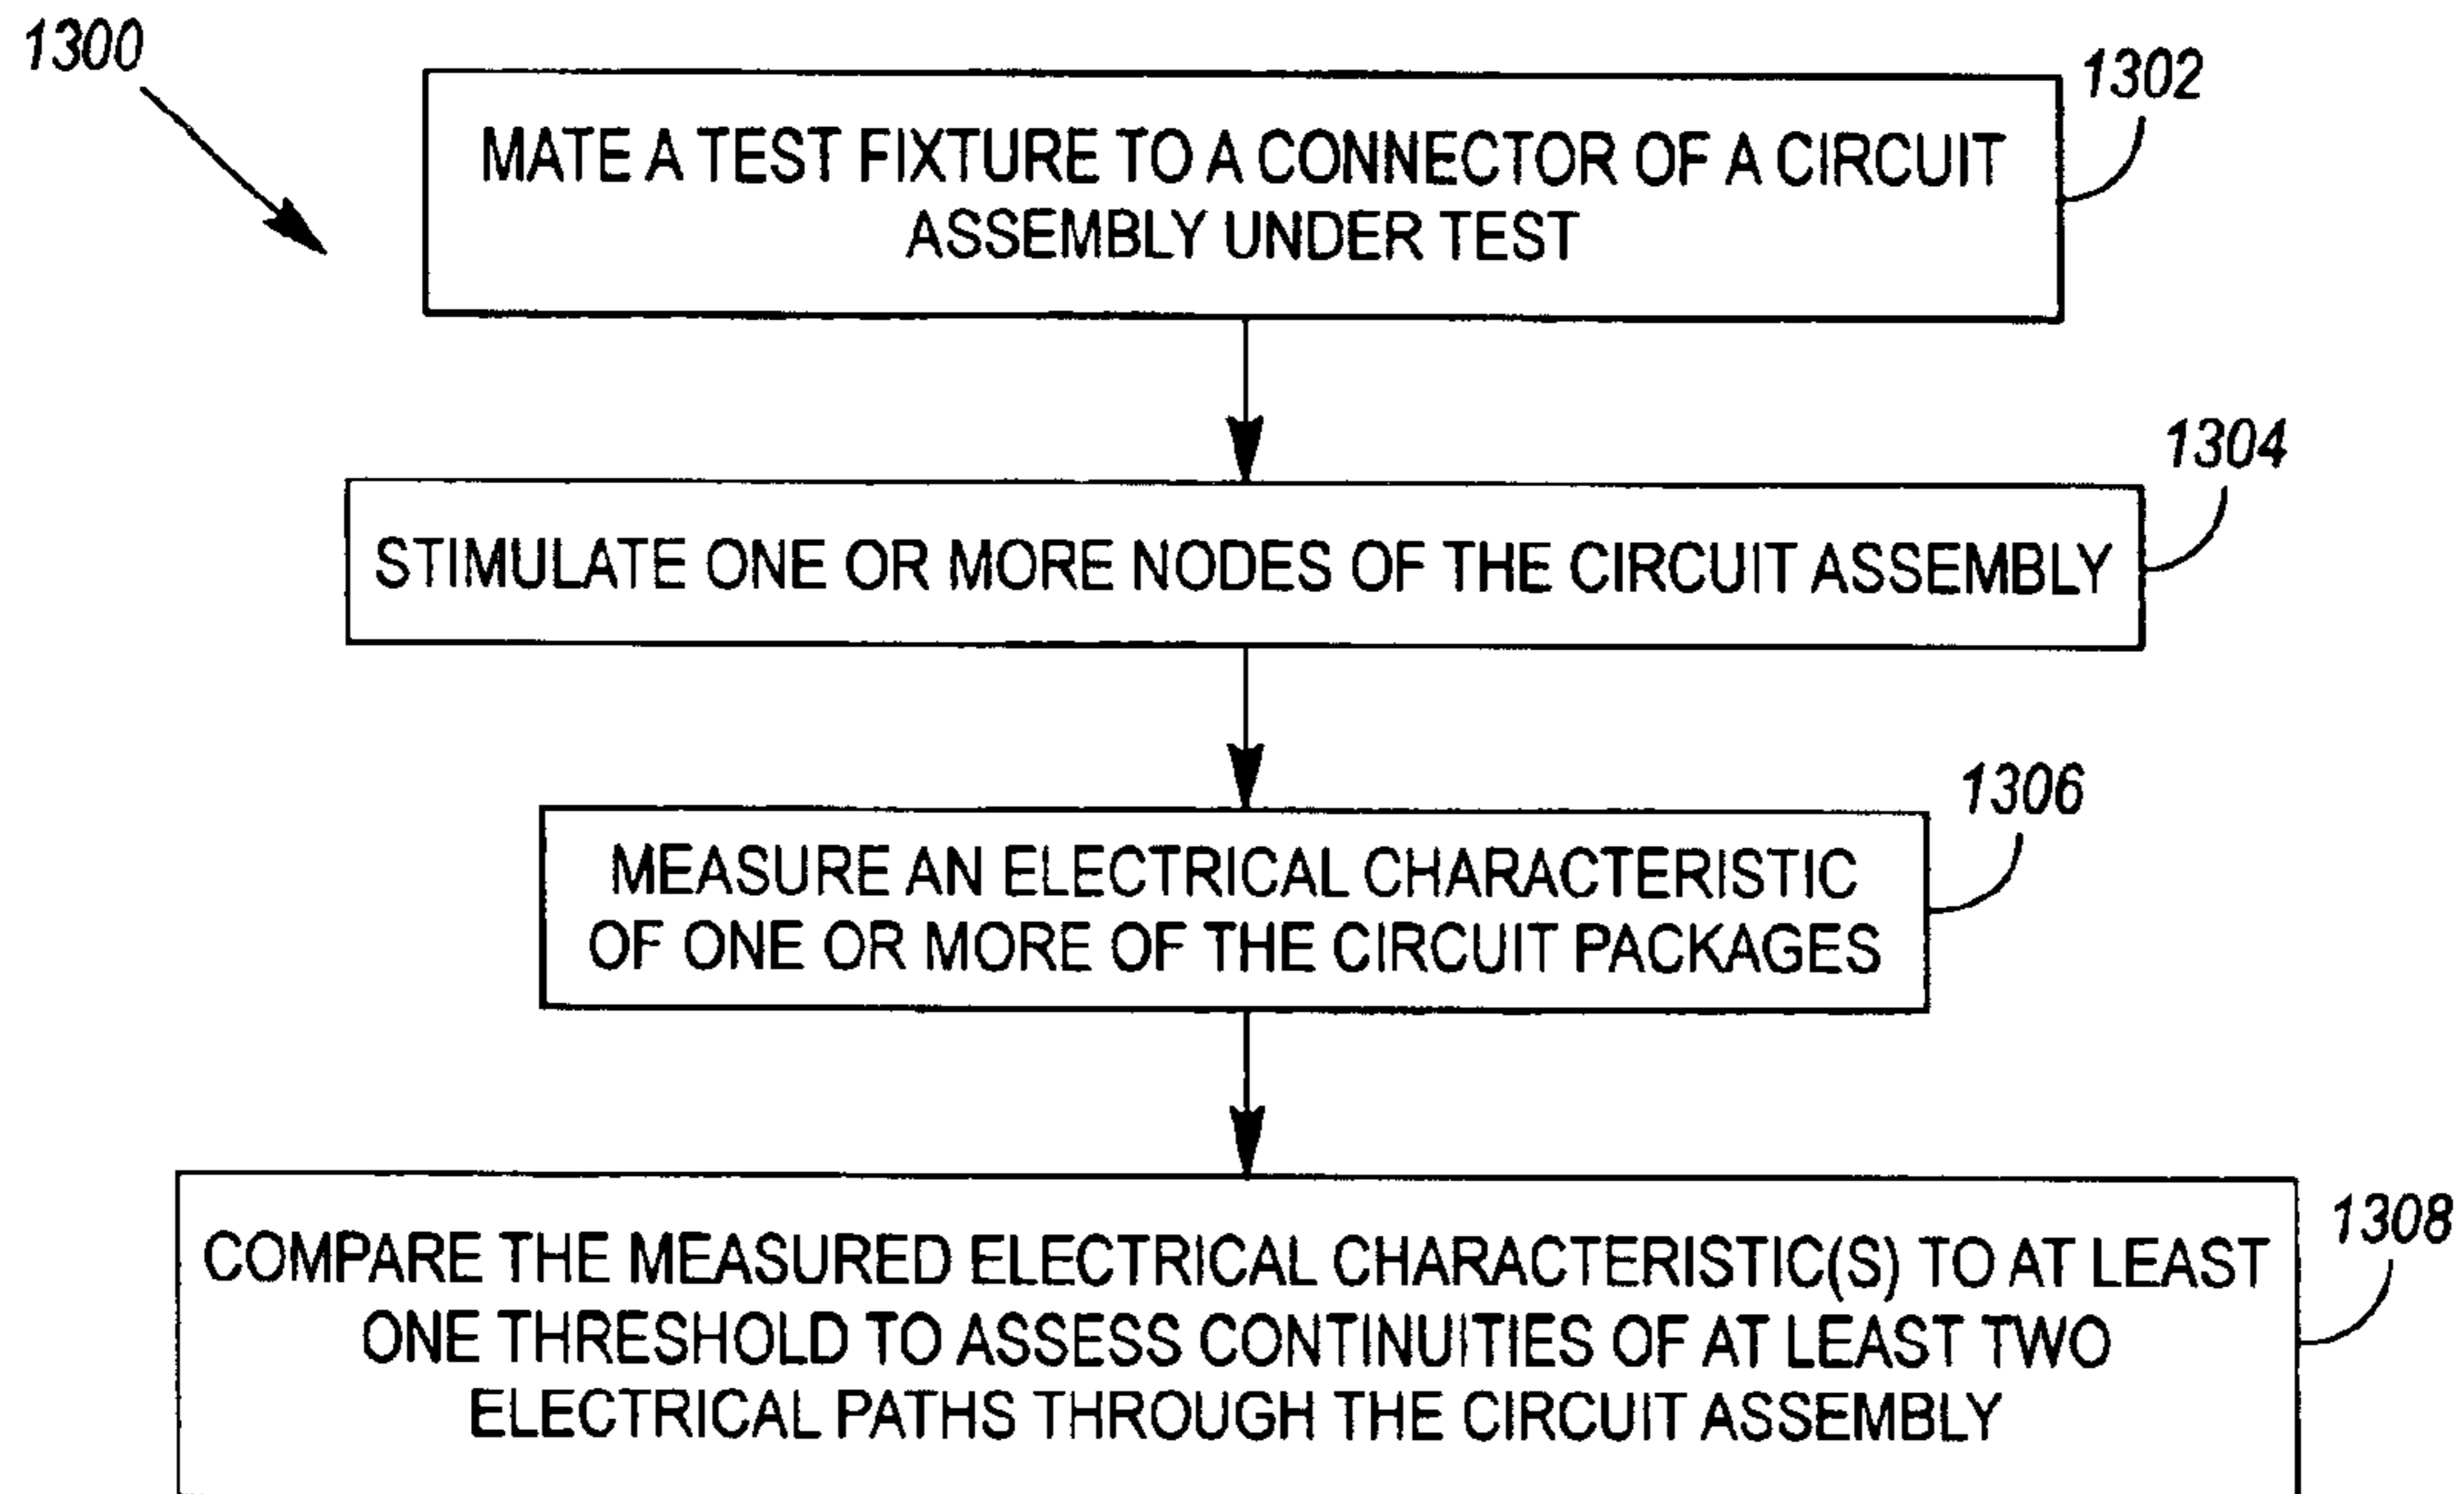 1300
1302
MATE A TEST FIXTURE TO A CONNECTOR OF A CIRCUIT
ASSEMBLY UNDER TEST
1304
STIMULATE ONE OR MORE NODES OF THE CIRCUIT ASSEMBLY
1306
MEASURE AN ELECTRICAL CHARACTERISTIC
OF ONE OR MORE OF THE CIRCUIT PACKAGES
1308
COMPARE THE MEASURED ELECTRICAL CHARACTERISTIC(S) TO AT LEAST
ONE THRESHOLD TO ASSESS CONTINUITIES OF AT LEAST TWO
ELECTRICAL PATHS THROUGH THE CIRCUIT ASSEMBLY